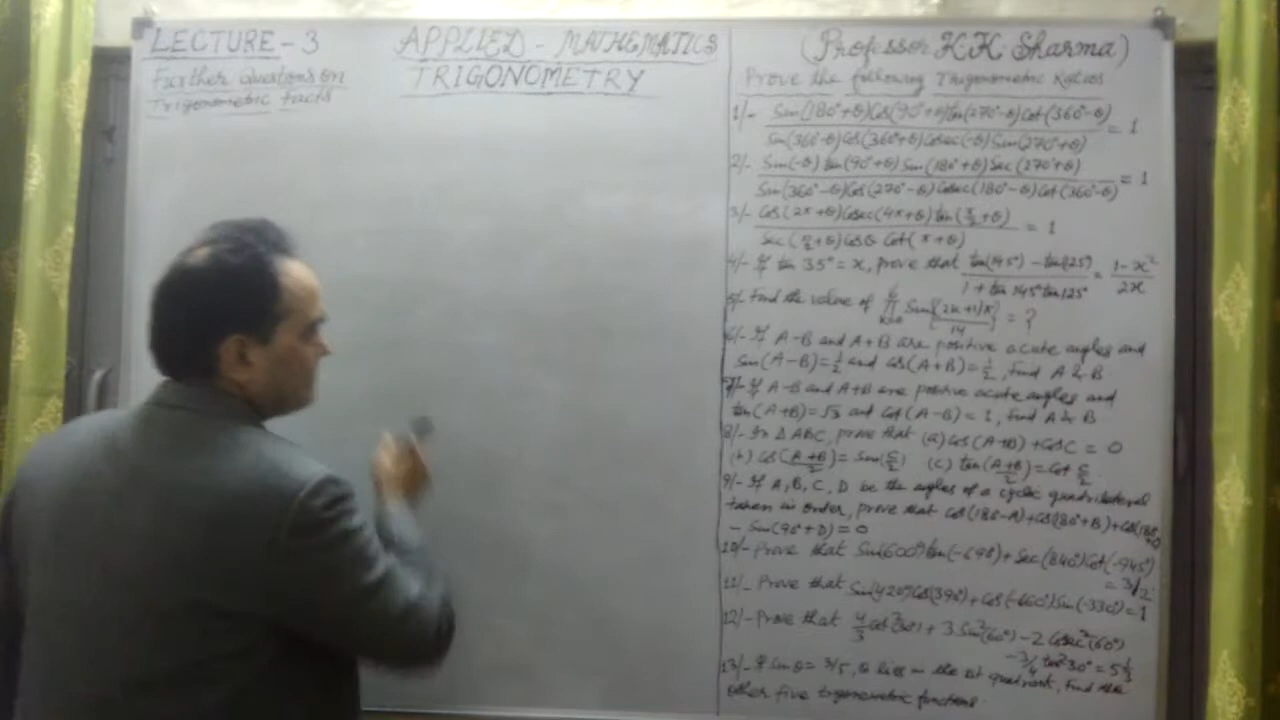 LECTURE - 3
Further Questions on
Trigonometric facts
APPLIED - MATHEMATICS
TRIGONOMETRY
(Professor K.K. Sharma)
Prove the following Trigonometric Ratios
1/- Sin(180°+θ)Cos(90°+θ)tan(270°-θ)Cot(360°-θ) / Sin(360°-θ)Cos(360°+θ)Cosec(-θ)Sin(270°+θ) = 1
2/- Sin(-θ)tan(90°+θ)Sin(180°+θ)Sec(270°+θ) / Sin(360°-θ)Cos(270°-θ)Cosec(180°-θ)Cot(360°-θ) = 1
3/- Cos(2π+θ)Cosec(4π+θ)tan(π/2+θ) / Sec(π/2+θ)Cosθ Cot(π+θ) = 1
4/- If tan 35° = x, prove that tan(145°) - tan(125°) / 1 + tan 145° tan 125° = 1-x² / 2x
5/- Find the value of 6 Π k=0 Sin{(2k+1)π / 14} = ?
6/- If A-B and A+B are positive acute angles and
Sin(A-B) = 1/2 and cos(A+B) = 1/2, Find A & B
7/- If A-B and A+B are positive acute angles and
tan(A+B) = √3 and Cot(A-B) = 1, find A & B
8/- In Δ ABC, prove that (a) Cos(A+B) + Cos C = 0
(b) Cos(A+B / 2) = Sin(C/2) (c) tan(A+B / 2) = Cot C/2
9/- If A, B, C, D be the angles of a cyclic quadrilateral
taken in order, prove that Cos(180-A)+Cos(180°+B)+Cos(180
- Sin(90°+D) = 0
10/- Prove that Sin(600°)tan(-690)+Sec(840°)Cot(-945°)
= 3/2
11/- Prove that Sin(420°)Cos(390°)+Cos(-660°)Sin(-330°) = 1
12/- Prove that 4/3 Cot²(30°) + 3 Sin²(60°) - 2 Cosec²(60°)
- 3/4 tan²30° = 5 1/3
13/- If Sin θ = 3/5, θ lies in the quadrant, find the
other five trigonometric functions.